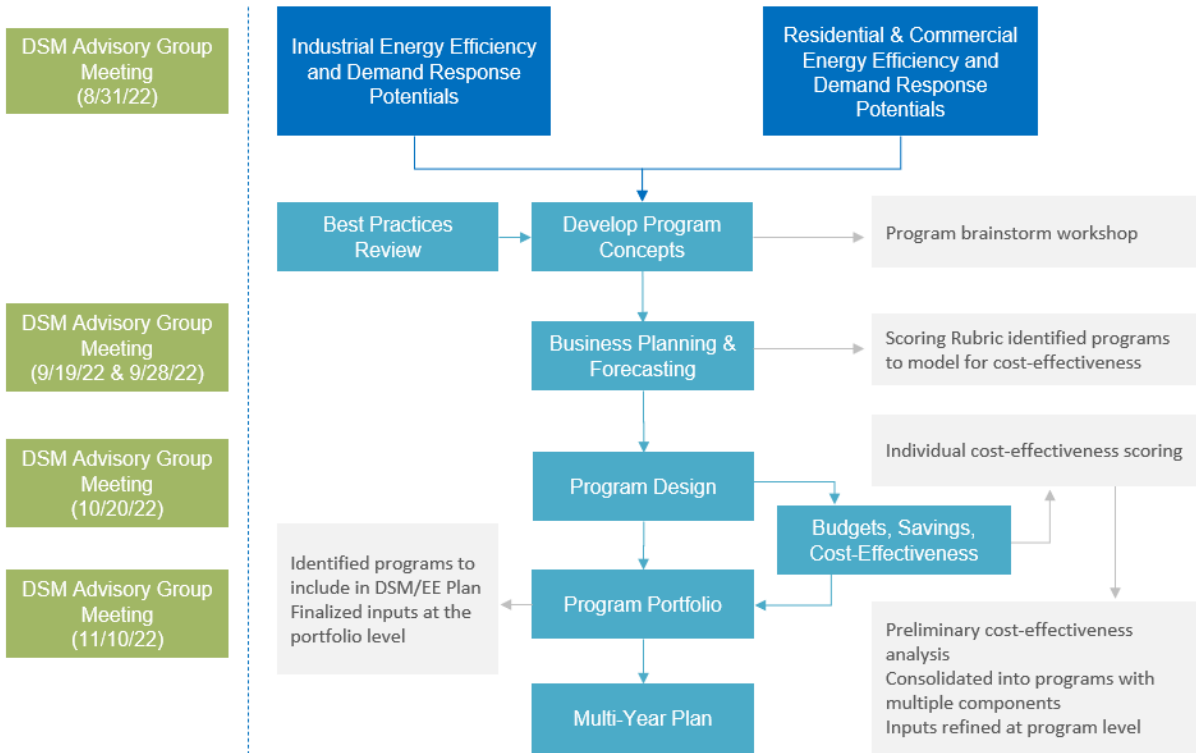 DSM Advisory Group
Meeting
(8/31/22)
Industrial Energy Efficiency
and Demand Response
Potentials
Residential & Commercial
Energy Efficiency and
Demand Response
Potentials
Best Practices
Review
Develop Program
Concepts
Program brainstorm workshop
DSM Advisory Group
Meeting
(9/19/22 & 9/28/22)
Business Planning &
Forecasting
Scoring Rubric identified programs
to model for cost-effectiveness
DSM Advisory Group
Meeting
(10/20/22)
Program Design
Individual cost-effectiveness scoring
Budgets, Savings,
Cost-Effectiveness
DSM Advisory Group
Meeting
(11/10/22)
Identified programs to
include in DSM/EE Plan
Finalized inputs at the
portfolio level
Program Portfolio
Preliminary cost-effectiveness
analysis
Consolidated into programs with
multiple components
Inputs refined at program level
Multi-Year Plan